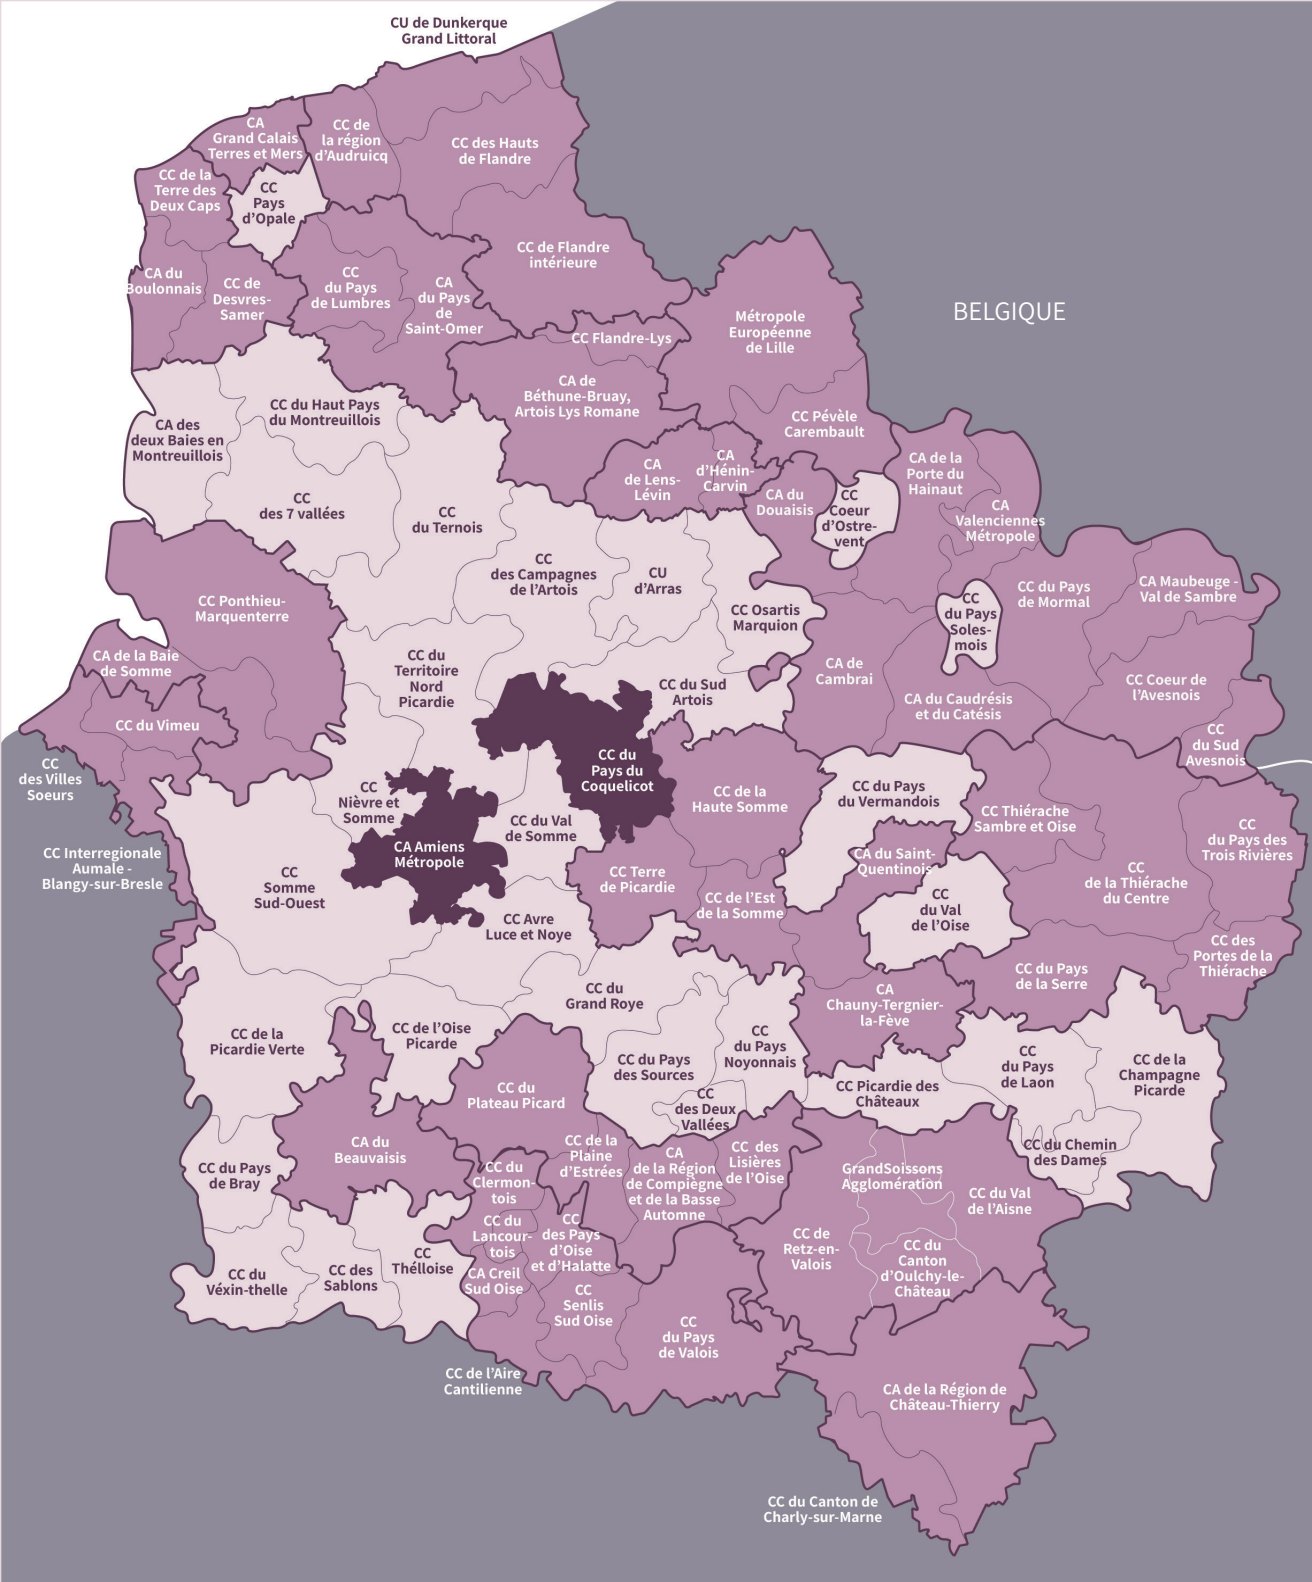 CU de Dunkerque
Grand Littoral
CA
Grand Calais
Terres et Mers
CC de
la région
d'Audruicq
CC des Hauts
de Flandre
CC de la
Terre des
Deux Caps
CC
Pays
d'Opale
CC de Flandre
intérieure
CA du
Boulonnais
CC de
Desvres-
Samer
CC
du Pays
de Lumbres
CA
du Pays
de
Saint-Omer
BELGIQUE
Métropole
Européenne
de Lille
CC Flandre-Lys
CA de
Béthune-Bruay,
Artois Lys Romane
CC du Haut Pays
du Montreuillois
CA des
deux Baies en
Montreuillois
CC Pévèle
Carembault
CA
de Lens-
Lévin
CA
d'Hénin-
Carvin
CA du
Douaisis
CC
Coeur
d'Ostre-
vent
CA de la
Porte du
Hainaut
CA
Valenciennes
Métropole
CC
des 7 vallées
CC
du Ternois
CC
des Campagnes
de l'Artois
CU
d'Arras
CC Osartis
Marquion
CC
du Pays
Soles-
mois
CC du Pays
de Mormal
CA Maubeuge -
Val de Sambre
CC Ponthieu-
Marquenterre
CA de la Baie
de Somme
CC du
Territoire
Nord
Picardie
CC du Sud
Artois
CA de
Cambrai
CA du Caudrésis
et du Catésis
CC Coeur de
l'Avesnois
CC du Vimeu
CC
du Sud
Avesnois
CC
des Villes
Soeurs
CC
Nièvre et
Somme
CC du
Pays du
Coquelicot
CC de la
Haute Somme
CC du Pays
du Vermandois
CC Thiérache
Sambre et Oise
CC du Val
de Somme
CC
du Pays des
Trois Rivières
CC Interregionale
Aumale -
Blangy-sur-Bresle
CA Amiens
Métropole
CA du Saint-
Quentinois
CC
Somme
Sud-Ouest
CC Terre
de Picardie
CC de l'Est
de la Somme
CC
de la Thiérache
du Centre
CC
du Val
de l'Oise
CC Avre
Luce et Noye
CC des
Portes de la
Thiérache
CC du Pays
de la Serre
CC du
Grand Roye
CA
Chauny-Tergnier-
la-Fève
CC de la
Picardie Verte
CC de l'Oise
Picarde
CC du Pays
des Sources
CC
du Pays
Noyonnais
CC
du Pays
de Laon
CC de la
Champagne
Picarde
CC du
Plateau Picard
CC Picardie des
Châteaux
CC
des Deux
Vallées
CA du
Beauvaisis
CC de la
Plaine
d'Estrées
CA
de la Région
de Compiègne
et de la Basse
Automne
CC des
Lisières
de l'Oise
CC du Chemin
des Dames
CC du Pays
de Bray
CC du
Clermon-
tois
GrandSoissons
Agglomération
CC du Val
de l'Aisne
CC du
Lancour-
tois
CC
des Pays
d'Oise
et d'Halatte
CC de
Retz-en-
Valois
CC du
Canton
d'Oulchy-le-
Château
CC du
Véxin-thelle
CC des
Sablons
CC
Thélloise
CA Creil
Sud Oise
CC
Senlis
Sud Oise
CC
du Pays
de Valois
CC de l'Aire
Cantilienne
CA de la Région de
Château-Thierry
CC du Canton de
Charly-sur-Marne